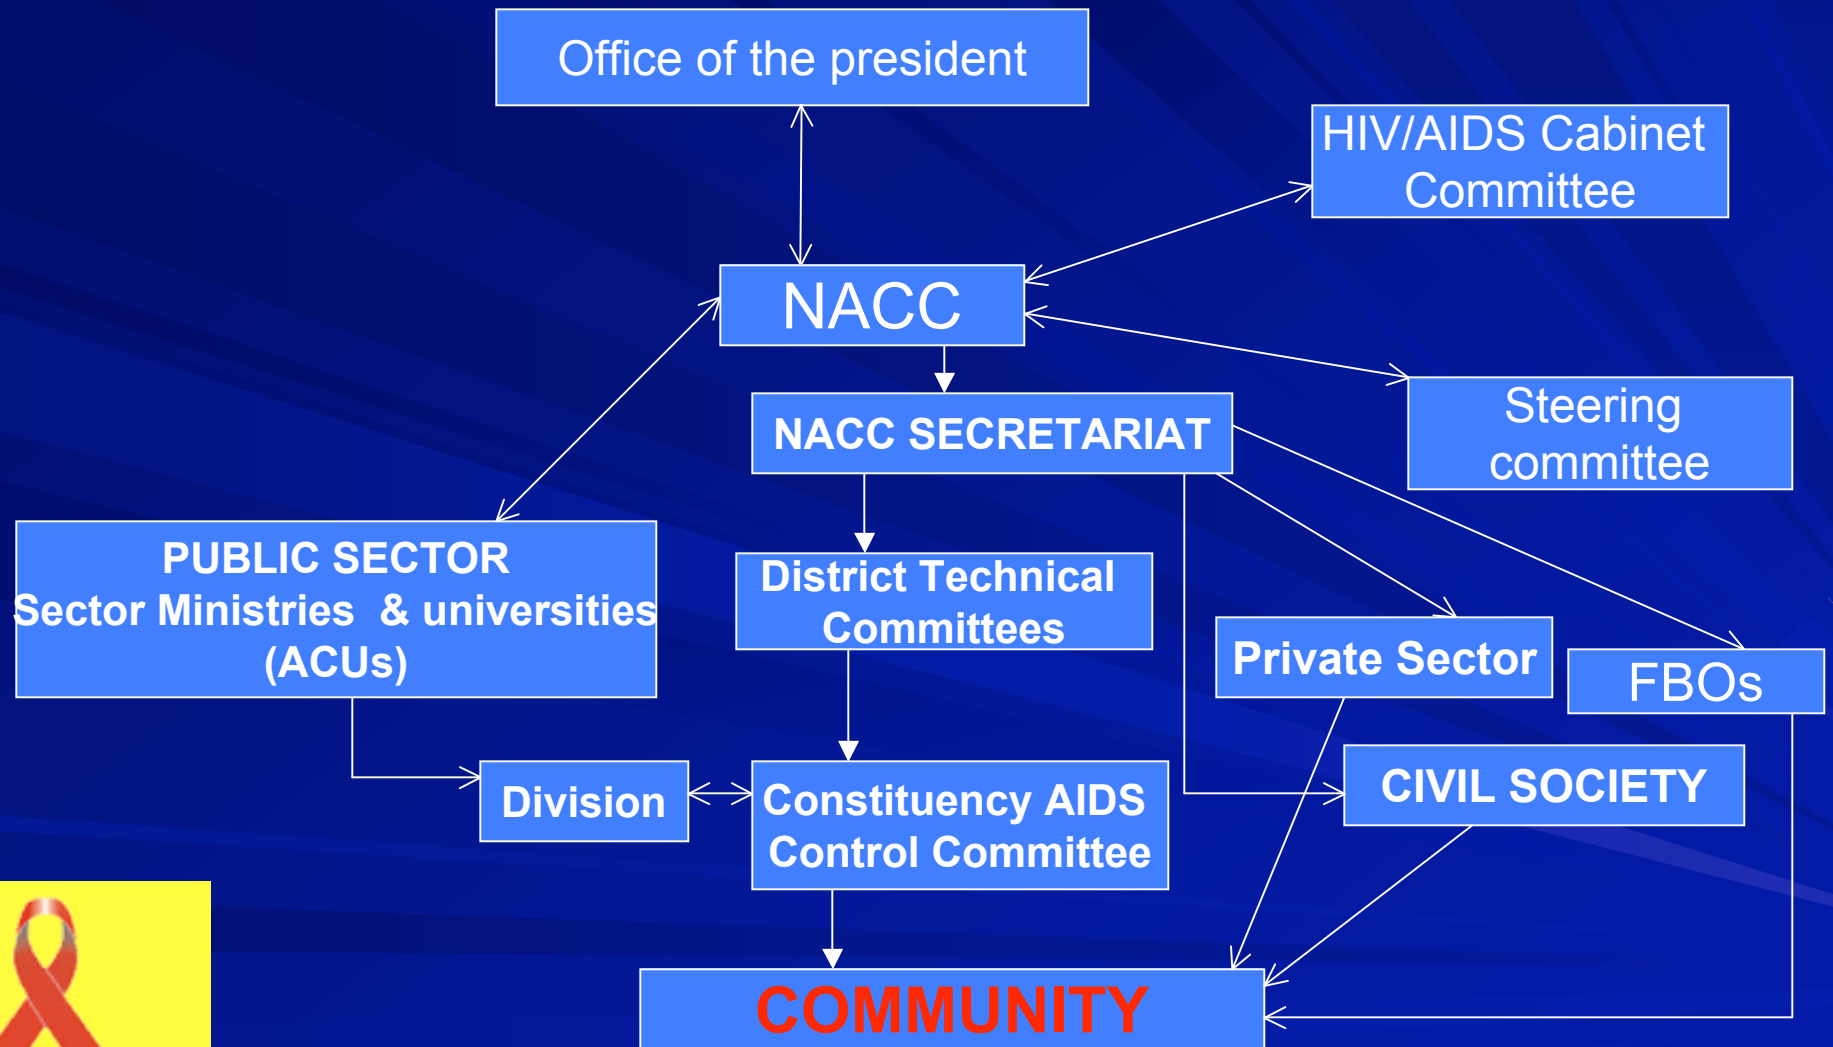 Office of the president
HIV/AIDS Cabinet
Committee
NACC
Steering
committee
NACC SECRETARIAT
PUBLIC SECTOR
Sector Ministries & universities
(ACUs)
District Technical
Committees
Private Sector
FBOs
Division
Constituency AIDS
Control Committee
CIVIL SOCIETY
COMMUNITY